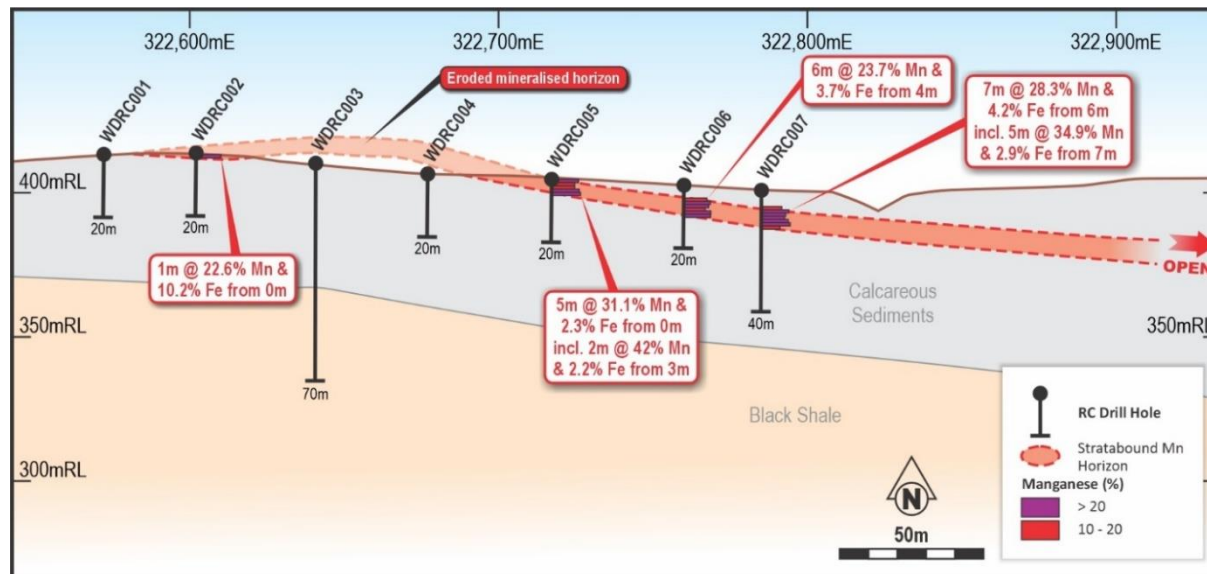 322,600mE
322,700mE
322,800mE
322,900mE
WDRC001
WDRC002
WDRC003
WDRC004
WDRC005
WDRC006
WDRC007
Eroded mineralised horizon
6m @ 23.7% Mn &
3.7% Fe from 4m
7m @ 28.3% Mn &
4.2% Fe from 6m
incl. 5m @ 34.9% Mn
& 2.9% Fe from 7m
400mRL
20m
20m
20m
20m
20m
OPEN
1m @ 22.6% Mn &
10.2% Fe from 0m
5m @ 31.1% Mn &
2.3% Fe from 0m
incl. 2m @ 42% Mn
& 2.2% Fe from 3m
Calcareous
Sediments
40m
350mRL
350mRL
70m
Black Shale
300mRL
N
50m
RC Drill Hole
Stratabound Mn
Horizon
Manganese (%)
> 20
10 - 20